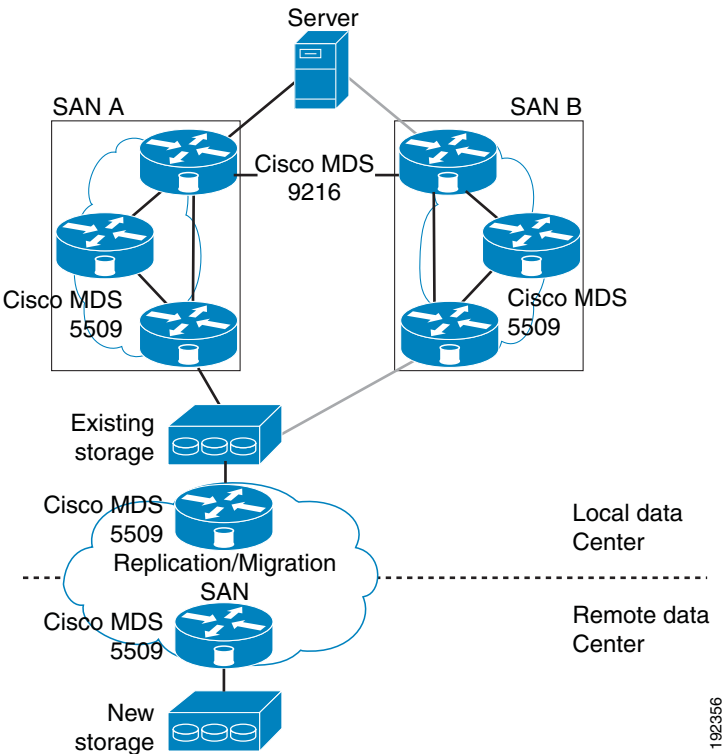 Server
SAN A
SAN B
Cisco MDS
9216
Cisco MDS
5509
Cisco MDS
5509
Existing
storage
Cisco MDS
5509
Local data
Center
Replication/Migration
SAN
Cisco MDS
5509
Remote data
Center
New
storage
192356